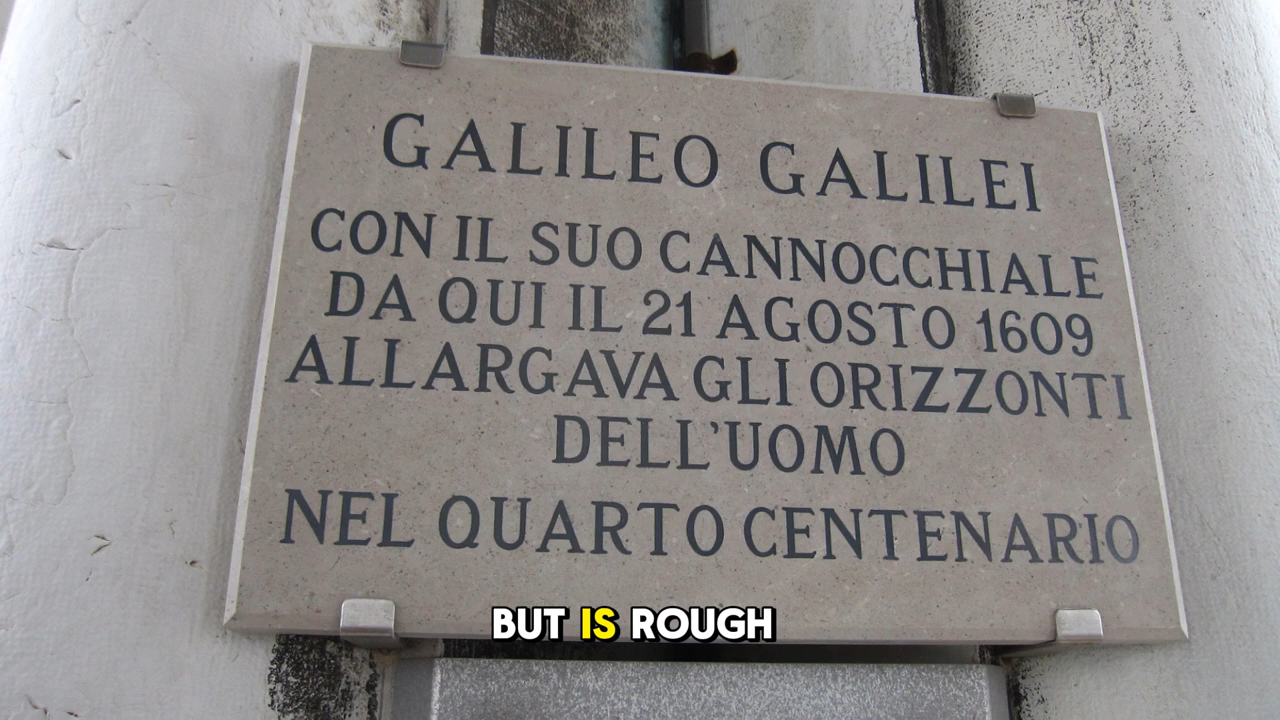 GALILEO GALILEI
CON IL SUO CANNOCCHIALE
DA QUI IL 21 AGOSTO 1609
ALLARGAVA GLI ORIZZONTI
DELL'UOMO
NEL QUARTO CENTENARIO
BUT IS ROUGH